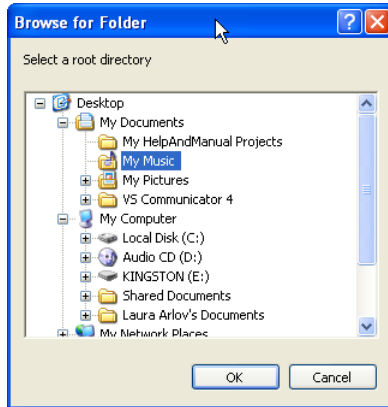 Browse for Folder
Select a root directory
Desktop
My Documents
My HelpAndManual Projects
My Music
My Pictures
VS Communicator 4
My Computer
Local Disk (C:)
Audio CD (D:)
KINGSTON (E:)
Shared Documents
Laura Arlov's Documents
My Network Places
OK Cancel